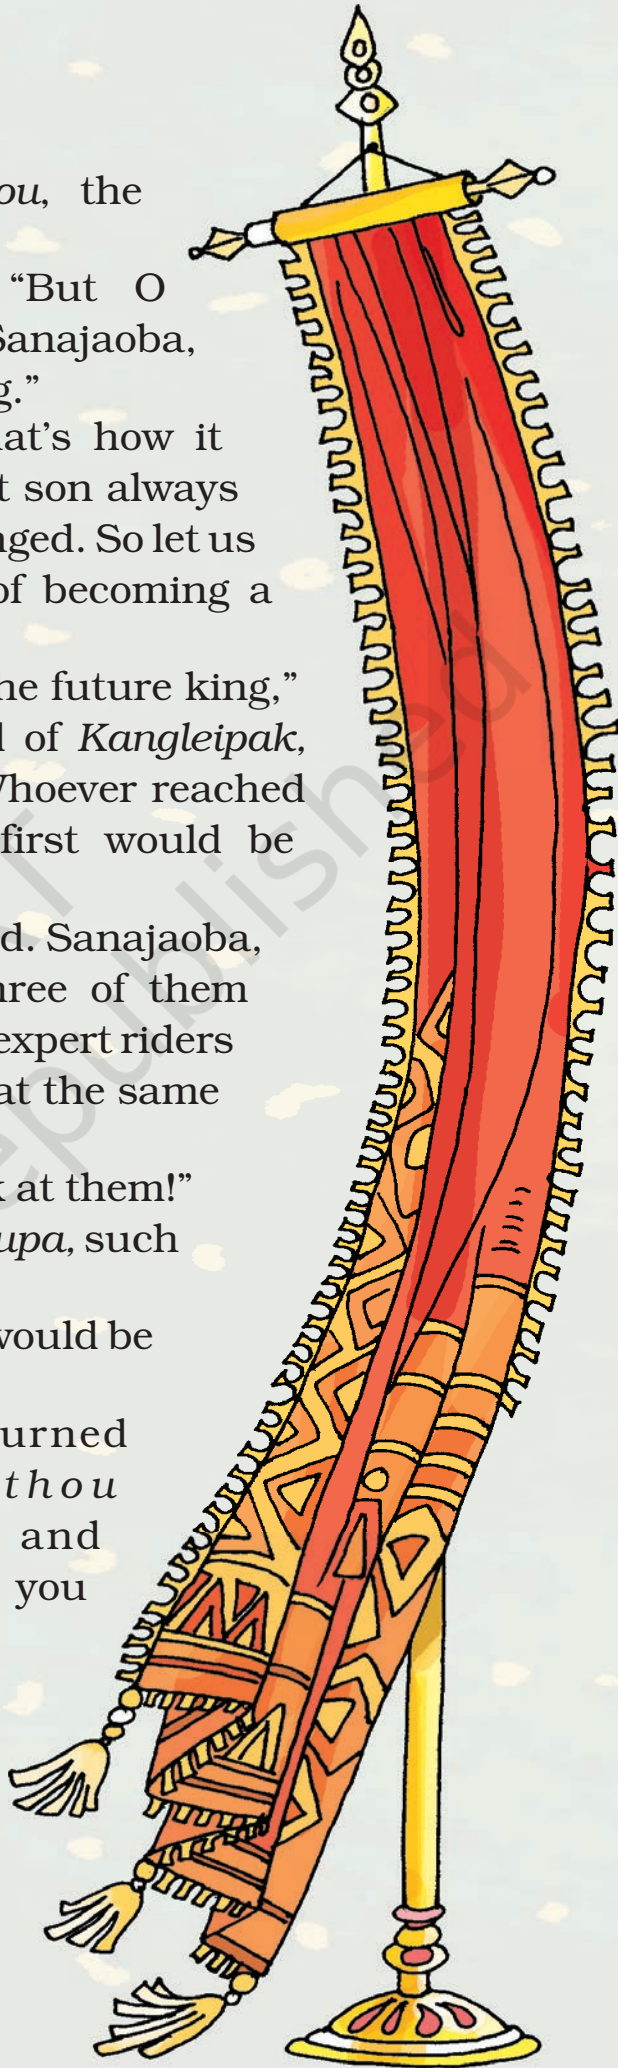 ou, the
“But O
Sanajaoba,
g.”
at’s how it
t son always
nged. So let us
of becoming a
he future king,”
l of Kangleipak,
Whoever reached
first would be
d. Sanajaoba,
hree of them
expert riders
at the same
k at them!”
upa, such
would be
urned
thou
and
you
epublished